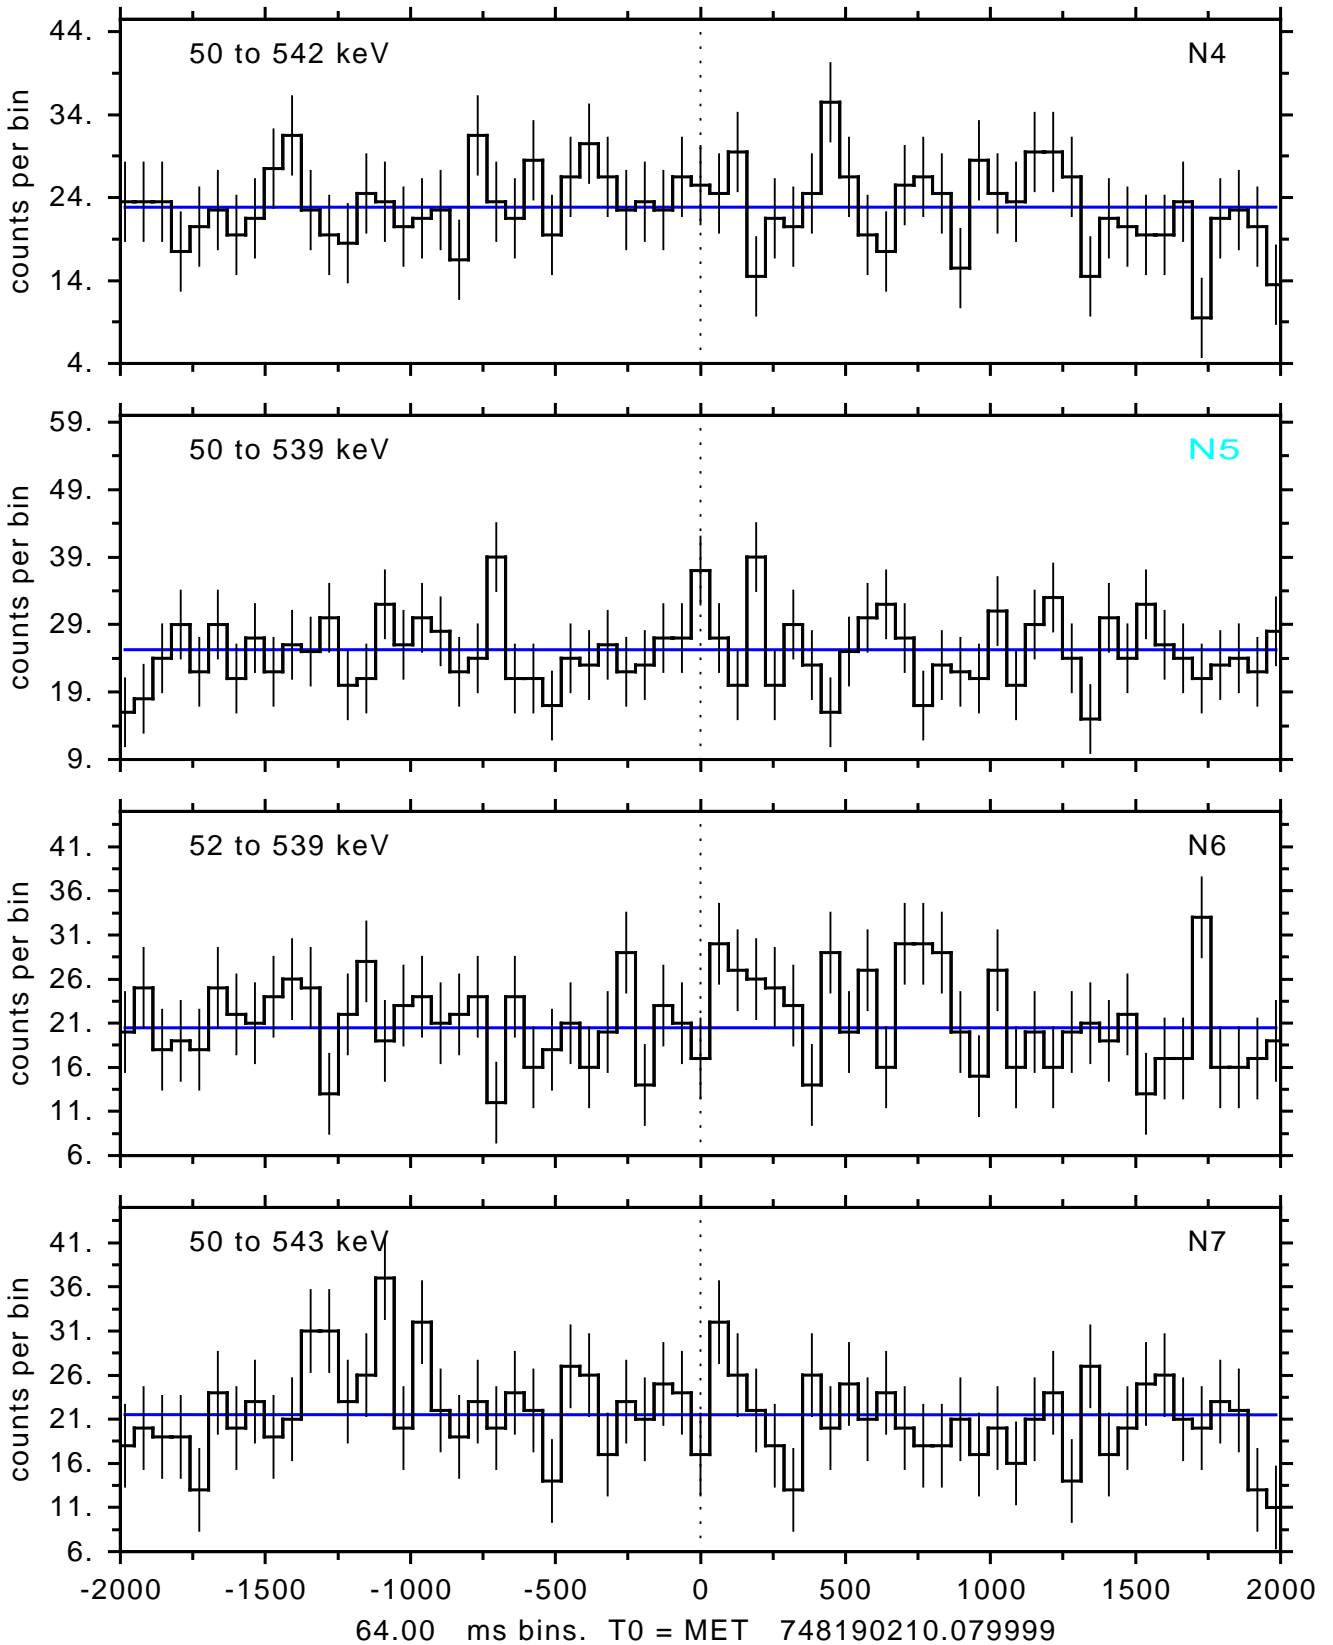 50 to 542 keV N4
44.
34.
24.
14.
4.
counts per bin
50 to 539 keV N5
59.
49.
39.
29.
19.
9.
counts per bin
52 to 539 keV N6
41.
36.
31.
26.
21.
16.
11.
6.
counts per bin
50 to 543 keV N7
41.
36.
31.
26.
21.
16.
11.
6.
counts per bin
-2000 -1500 -1000 -500 0 500 1000 1500 2000
64.00 ms bins. T0 = MET 748190210.079999